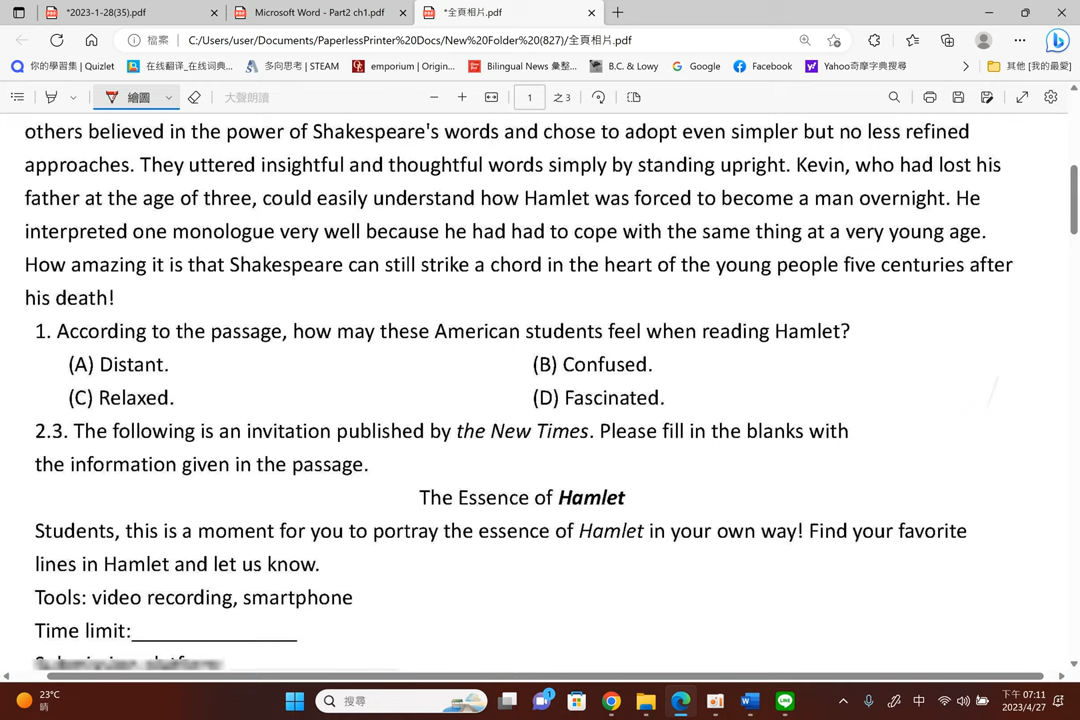 *2023-1-28(35).pdf
Microsoft Word - Part2 ch1.pdf
*全頁相片.pdf
檔案
C:/Users/user/Documents/PaperlessPrinter%20Docs/New%20Folder%20(827)/全頁相片.pdf
你的學習集 | Quizlet
在线翻译_在线词典...
多向思考 | STEAM
emporium | Origin...
Bilingual News 彙整...
B.C. & Lowy
Google
Facebook
Yahoo奇摩字典搜尋
其他 [我的最愛]
繪圖
大聲朗讀
1
之 3
others believed in the power of Shakespeare's words and chose to adopt even simpler but no less refined
approaches. They uttered insightful and thoughtful words simply by standing upright. Kevin, who had lost his
father at the age of three, could easily understand how Hamlet was forced to become a man overnight. He
interpreted one monologue very well because he had had to cope with the same thing at a very young age.
How amazing it is that Shakespeare can still strike a chord in the heart of the young people five centuries after
his death!
1. According to the passage, how may these American students feel when reading Hamlet?
(A) Distant.
(B) Confused.
(C) Relaxed.
(D) Fascinated.
2.3. The following is an invitation published by the New Times. Please fill in the blanks with
the information given in the passage.
The Essence of Hamlet
Students, this is a moment for you to portray the essence of Hamlet in your own way! Find your favorite
lines in Hamlet and let us know.
Tools: video recording, smartphone
Time limit:_______________
23°C
晴
搜尋
1
中
下午 07:11
2023/4/27